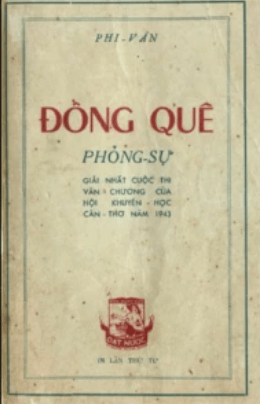 PHI-VÂN
ĐỒNG QUÊ
PHÓNG-SỰ
GIẢI NHẤT CUỘC THI
VĂN - CHƯƠNG CỦA
HỘI KHUYẾN - HỌC
CẦN - THƠ NĂM 1943
ĐẤT NƯỚC
IN LẦN THỨ TƯ